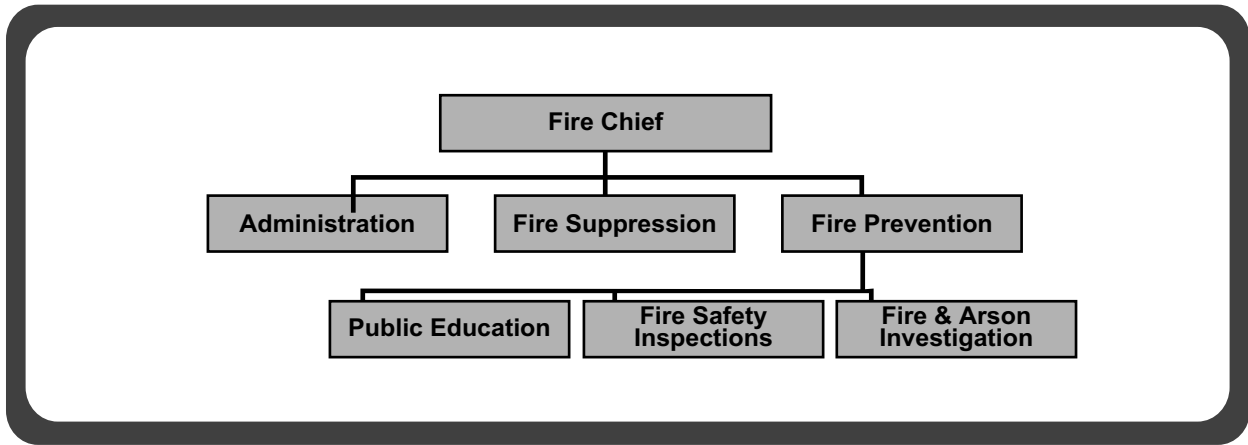 Fire Chief
Administration
Fire Suppression
Fire Prevention
Public Education
Fire Safety
Inspections
Fire & Arson
Investigation